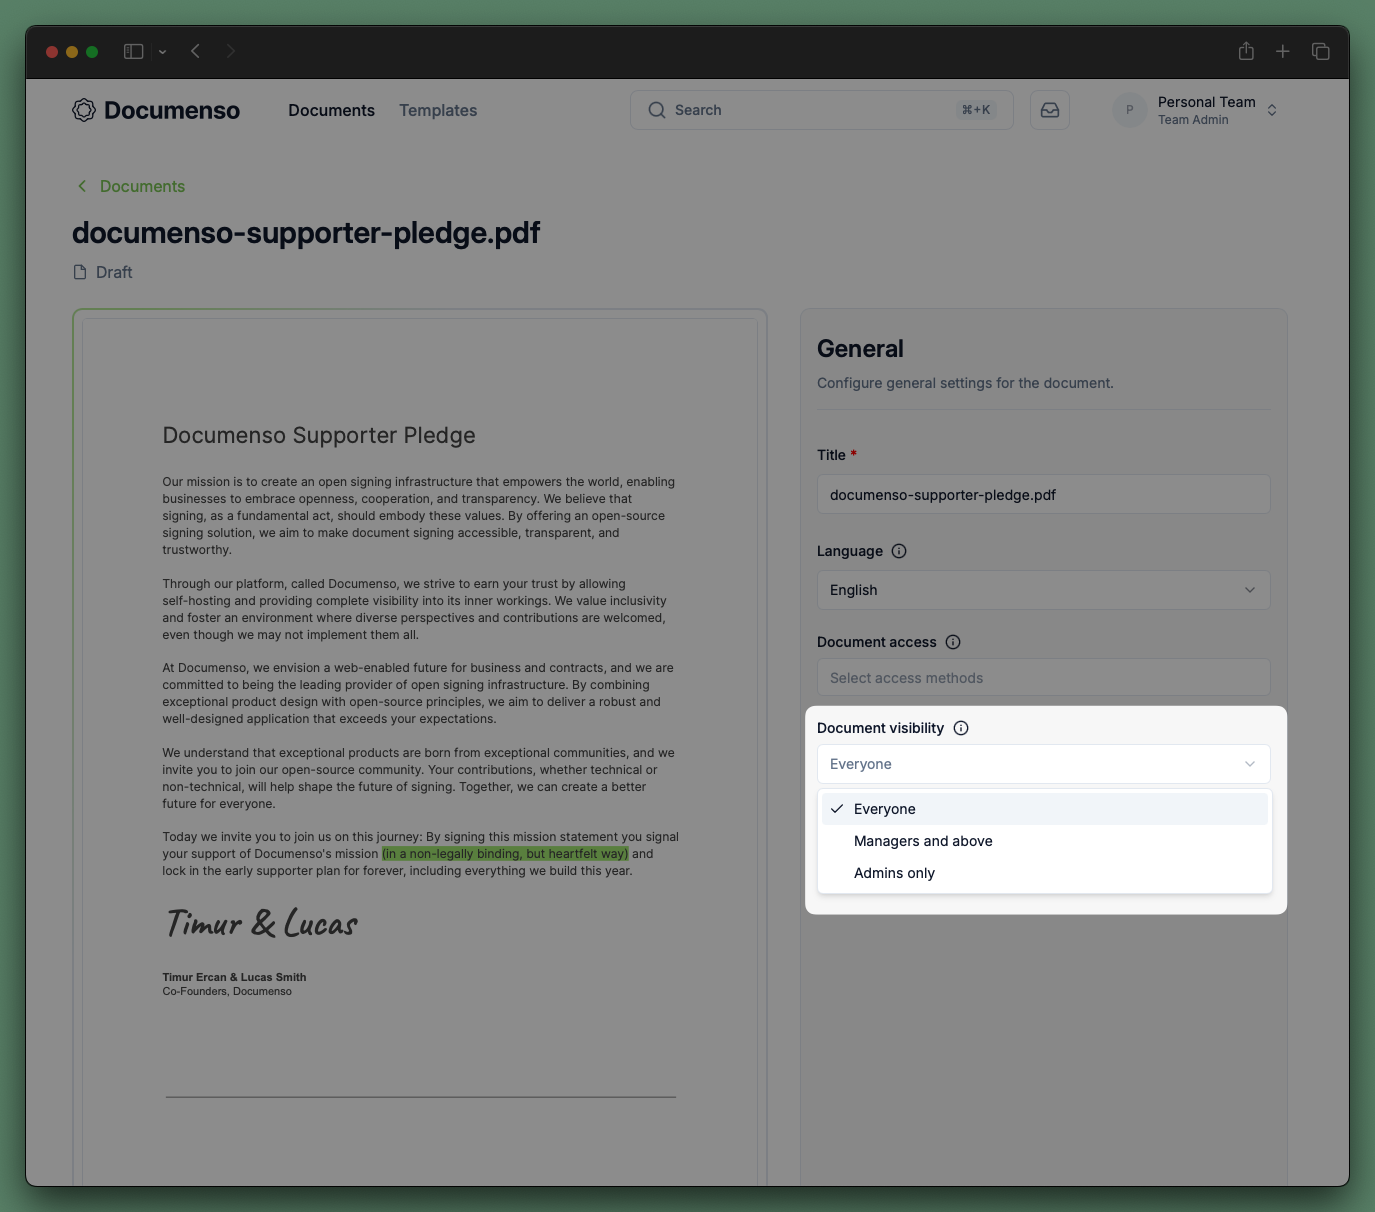 Documenso
Documents
Templates
Search
⌘+K
P
Personal Team
Team Admin
Documents
documenso-supporter-pledge.pdf
Draft
Documenso Supporter Pledge
Our mission is to create an open signing infrastructure that empowers the world, enabling
businesses to embrace openness, cooperation, and transparency. We believe that
signing, as a fundamental act, should embody these values. By offering an open-source
signing solution, we aim to make document signing accessible, transparent, and
trustworthy.
Through our platform, called Documenso, we strive to earn your trust by allowing
self-hosting and providing complete visibility into its inner workings. We value inclusivity
and foster an environment where diverse perspectives and contributions are welcomed,
even though we may not implement them all.
At Documenso, we envision a web-enabled future for business and contracts, and we are
committed to being the leading provider of open signing infrastructure. By combining
exceptional product design with open-source principles, we aim to deliver a robust and
well-designed application that exceeds your expectations.
We understand that exceptional products are born from exceptional communities, and we
invite you to join our open-source community. Your contributions, whether technical or
non-technical, will help shape the future of signing. Together, we can create a better
future for everyone.
Today we invite you to join us on this journey: By signing this mission statement you signal
your support of Documenso's mission (in a non-legally binding, but heartfelt way) and
lock in the early supporter plan for forever, including everything we build this year.
Timur & Lucas
Timur Ercan & Lucas Smith
Co-Founders, Documenso
General
Configure general settings for the document.
Title *
documenso-supporter-pledge.pdf
Language
English
Document access
Select access methods
Document visibility
Everyone
Everyone
Managers and above
Admins only